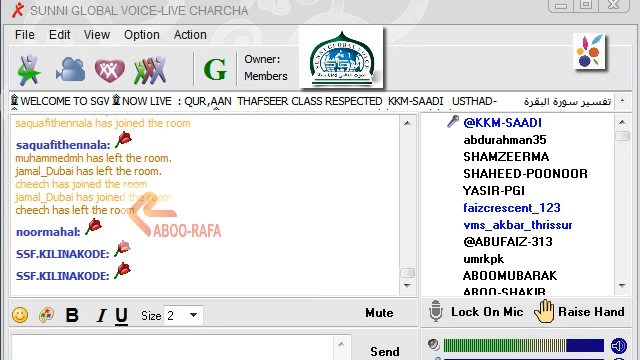 SUNNI GLOBAL VOICE-LIVE CHARCHA
File Edit View Option Action
G Owner:
Members
WELCOME TO SGV NOW LIVE : QUR,AAN THAFSEER CLASS RESPECTED KKM-SAADI USTHAD- تفسير سورة البقرة
saquafithennala has joined the room
saquafithennala:
muhammedmh has left the room.
jamal_Dubai has left the room.
cheech has joined the room
jamal_Dubai has joined the room
cheech has left the room
ABOO-RAFA
noormahal:
SSF.KILINAKODE:
SSF.KILINAKODE:
@KKM-SAADI
abdurahman35
SHAMZEERMA
SHAHEED-POONOOR
YASIR-PGI
faizcrescent_123
vms_akbar_thrissur
@ABUFAIZ-313
umrkpk
ABOOMUBARAK
ABOO-SHAKIR
B I U Size 2 Mute
Lock On Mic Raise Hand
Send